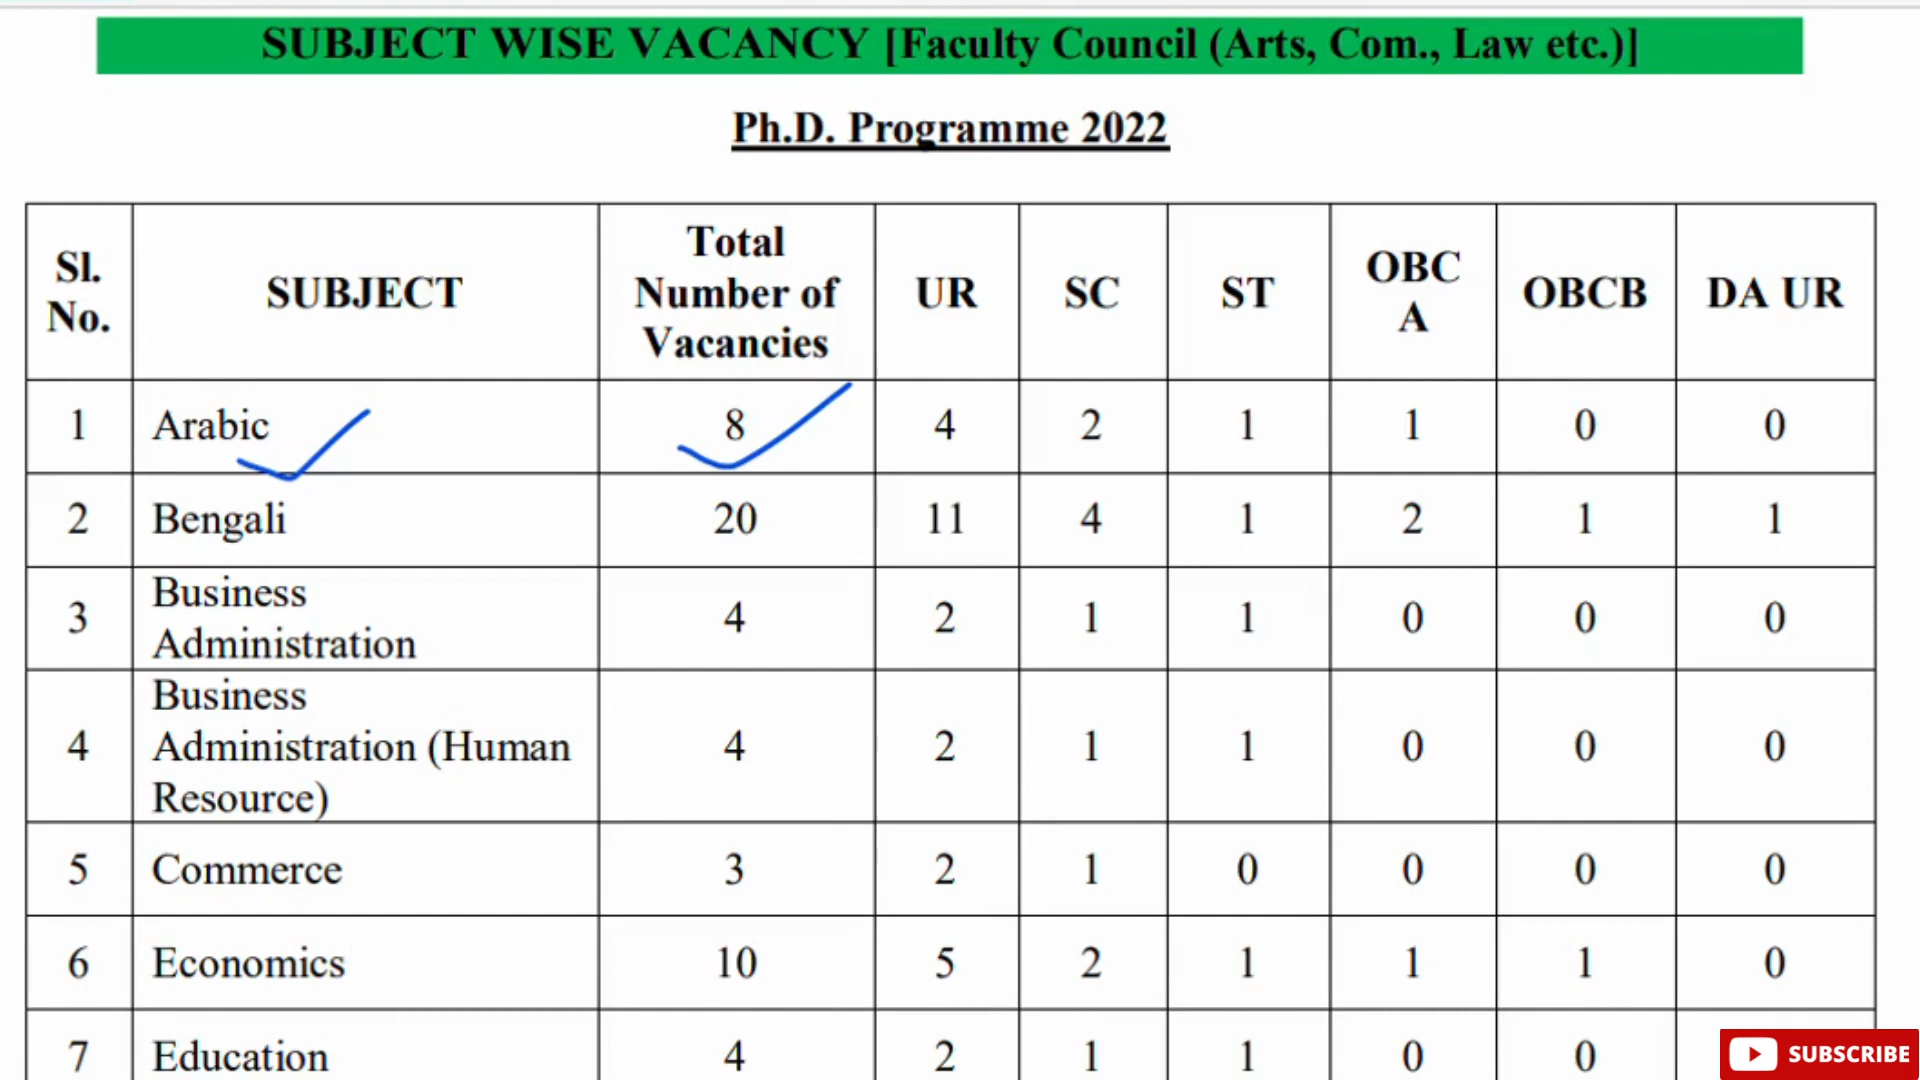 SUBJECT WISE VACANCY [Faculty Council (Arts, Com., Law etc.)]
Ph.D. Programme 2022
Sl. No. SUBJECT Total Number of Vacancies UR SC ST OBC A OBCB DA UR
1 Arabic 8 4 2 1 1 0 0
2 Bengali 20 11 4 1 2 1 1
3 Business Administration 4 2 1 1 0 0 0
4 Business Administration (Human Resource) 4 2 1 1 0 0 0
5 Commerce 3 2 1 0 0 0 0
6 Economics 10 5 2 1 1 1 0
7 Education 4 2 1 1 0 0
SUBSCRIBE